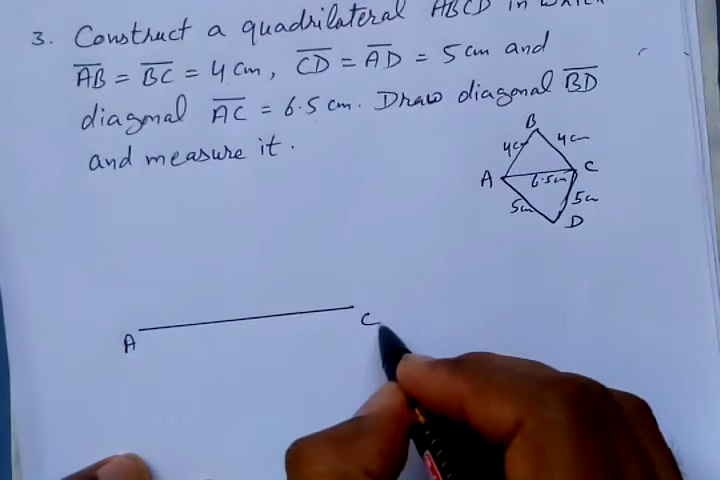 3. Construct a quadrilateral ABCD in which
AB = BC = 4 cm, CD = AD = 5 cm and
diagonal AC = 6.5 cm. Draw diagonal BD
and measure it.
B
4cm 4cm
A 6.5cm C
5cm 5cm
D
A C